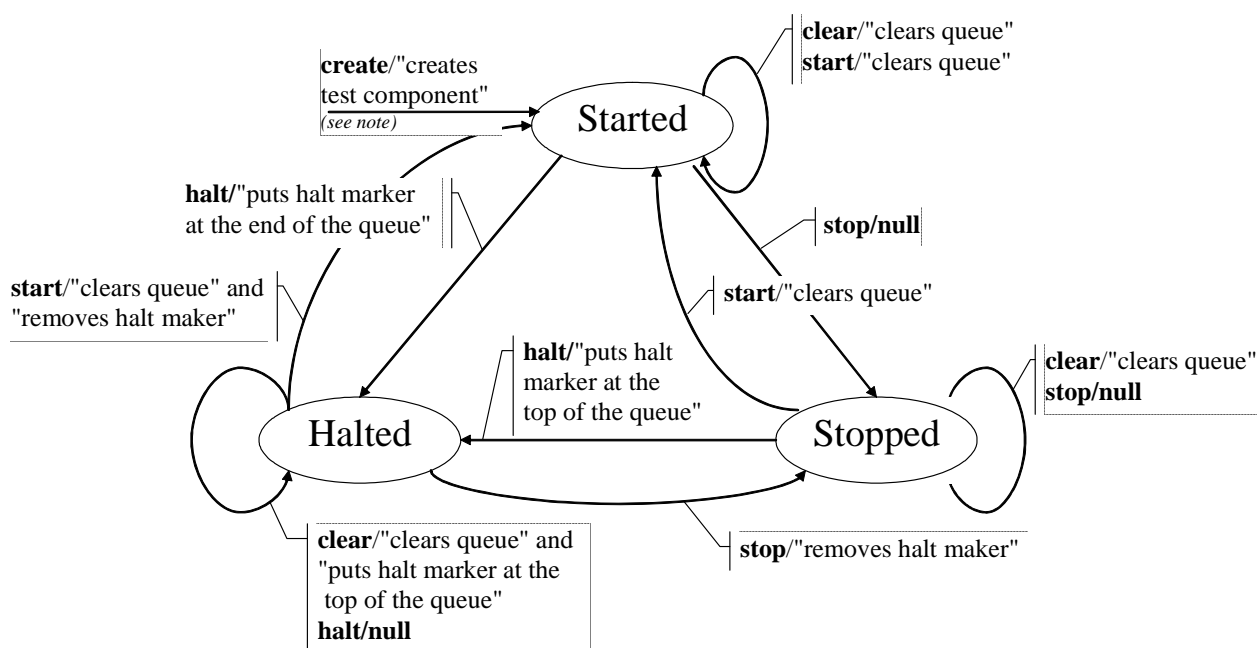 clear/"clears queue"
start/"clears queue"
create/"creates
test component"
(see note)
Started
halt/"puts halt marker
at the end of the queue"
stop/null
start/"clears queue" and
"removes halt maker"
start/"clears queue"
halt/"puts halt
marker at the
top of the queue"
clear/"clears queue"
stop/null
Halted
Stopped
clear/"clears queue" and
"puts halt marker at the
top of the queue"
halt/null
stop/"removes halt maker"